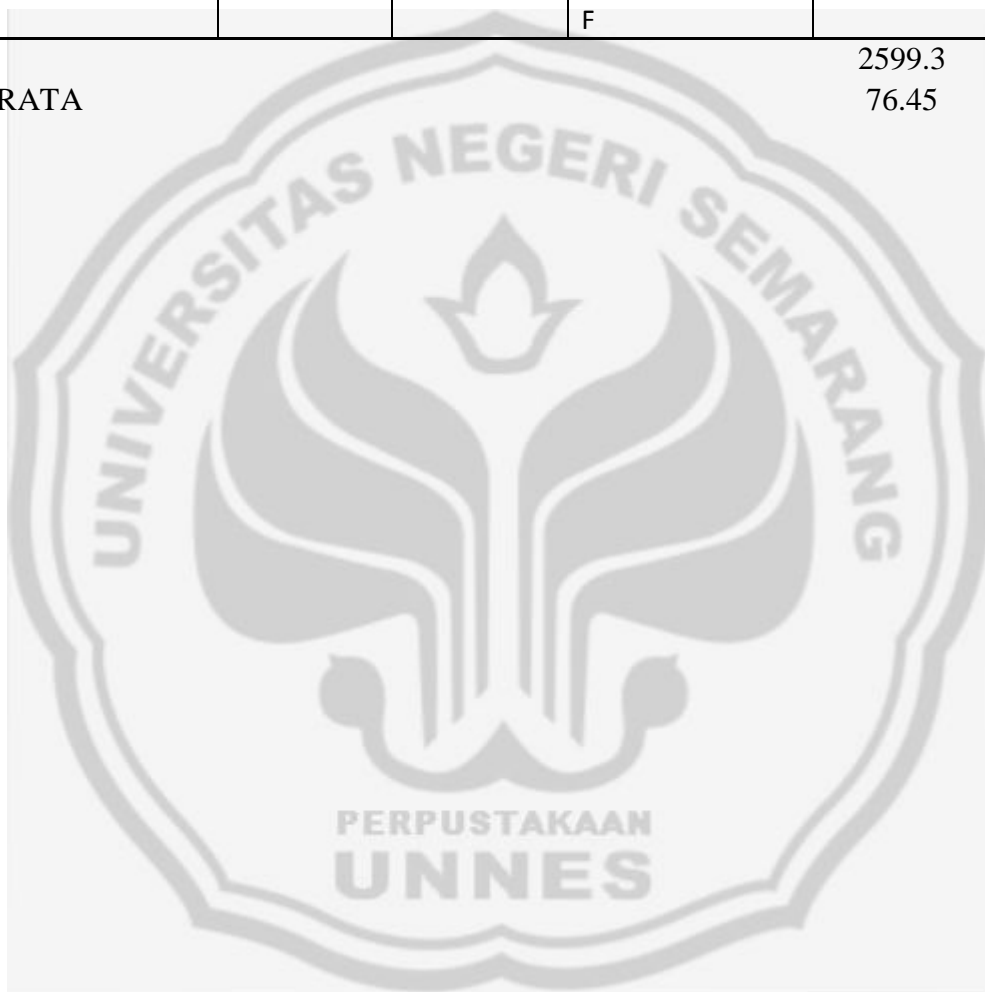 F
2599.3
RATA 76.45
UNIVERSITAS NEGERI SEMARANG
PERPUSTAKAAN
UNNES